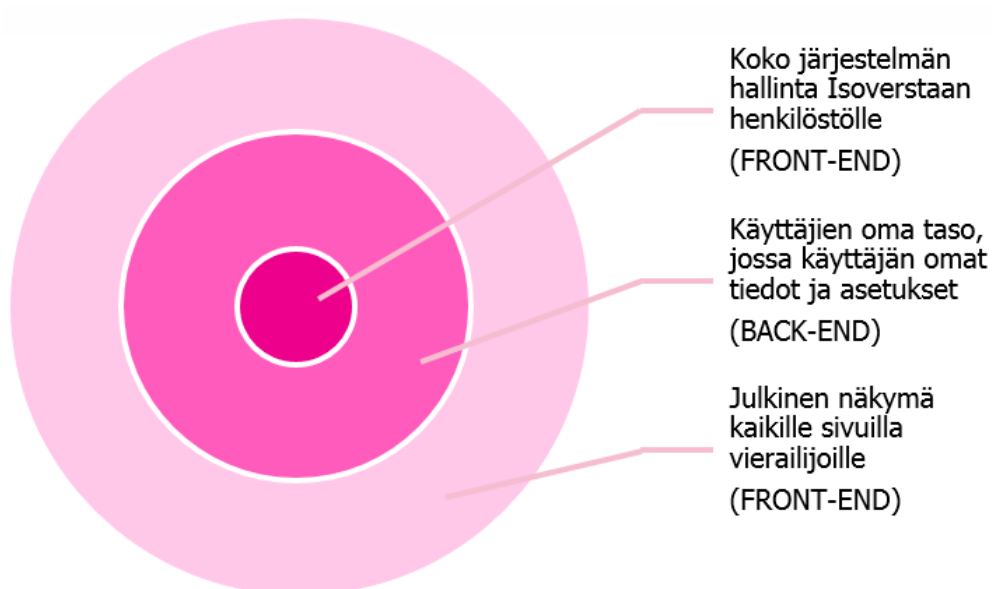 Koko järjestelmän
hallinta Isoverstaan
henkilöstölle
(FRONT-END)
Käyttäjien oma taso,
jossa käyttäjän omat
tiedot ja asetukset
(BACK-END)
Julkinen näkymä
kaikille sivuilla
vierailijoille
(FRONT-END)